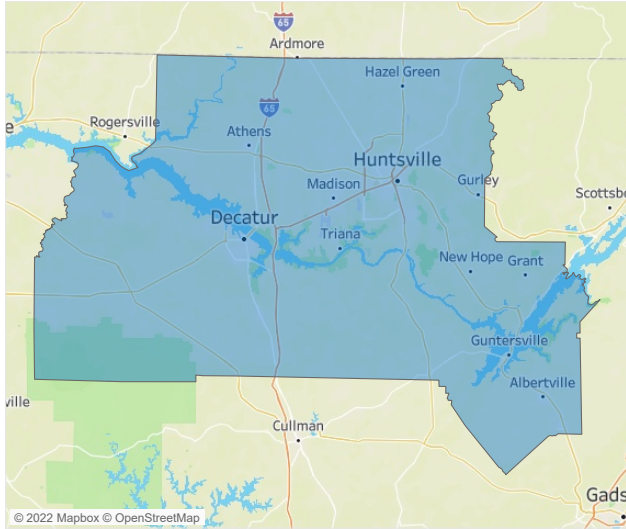 65
Ardmore
Hazel Green
65
Rogersville
e
Athens
Huntsville
Madison
Gurley
Scottsbo
Decatur
Triana
New Hope
Grant
Guntersville
Albertville
ville
Cullman
Gads
© 2022 Mapbox © OpenStreetMap